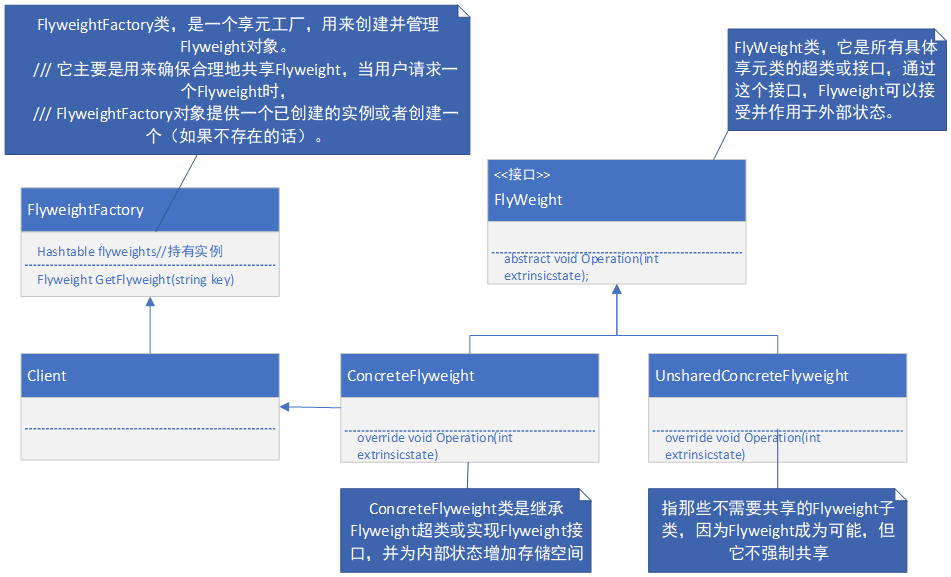 FlyweightFactory类，是一个享元工厂，用来创建并管理
Flyweight对象。
/// 它主要是用来确保合理地共享Flyweight，当用户请求一
个Flyweight时，
/// FlyweightFactory对象提供一个已创建的实例或者创建一
个（如果不存在的话）。
FlyWeight类，它是所有具体
享元类的超类或接口，通过
这个接口，Flyweight可以接
受并作用于外部状态。
<<接口>>
FlyWeight
abstract void Operation(int
extrinsicstate);
FlyweightFactory
Hashtable flyweights//持有实例
Flyweight GetFlyweight(string key)
Client
ConcreteFlyweight
override void Operation(int
extrinsicstate)
UnsharedConcreteFlyweight
override void Operation(int
extrinsicstate)
ConcreteFlyweight类是继承
Flyweight超类或实现Flyweight接
口，并为内部状态增加存储空间
指那些不需要共享的Flyweight子
类，因为Flyweight成为可能，但
它不强制共享